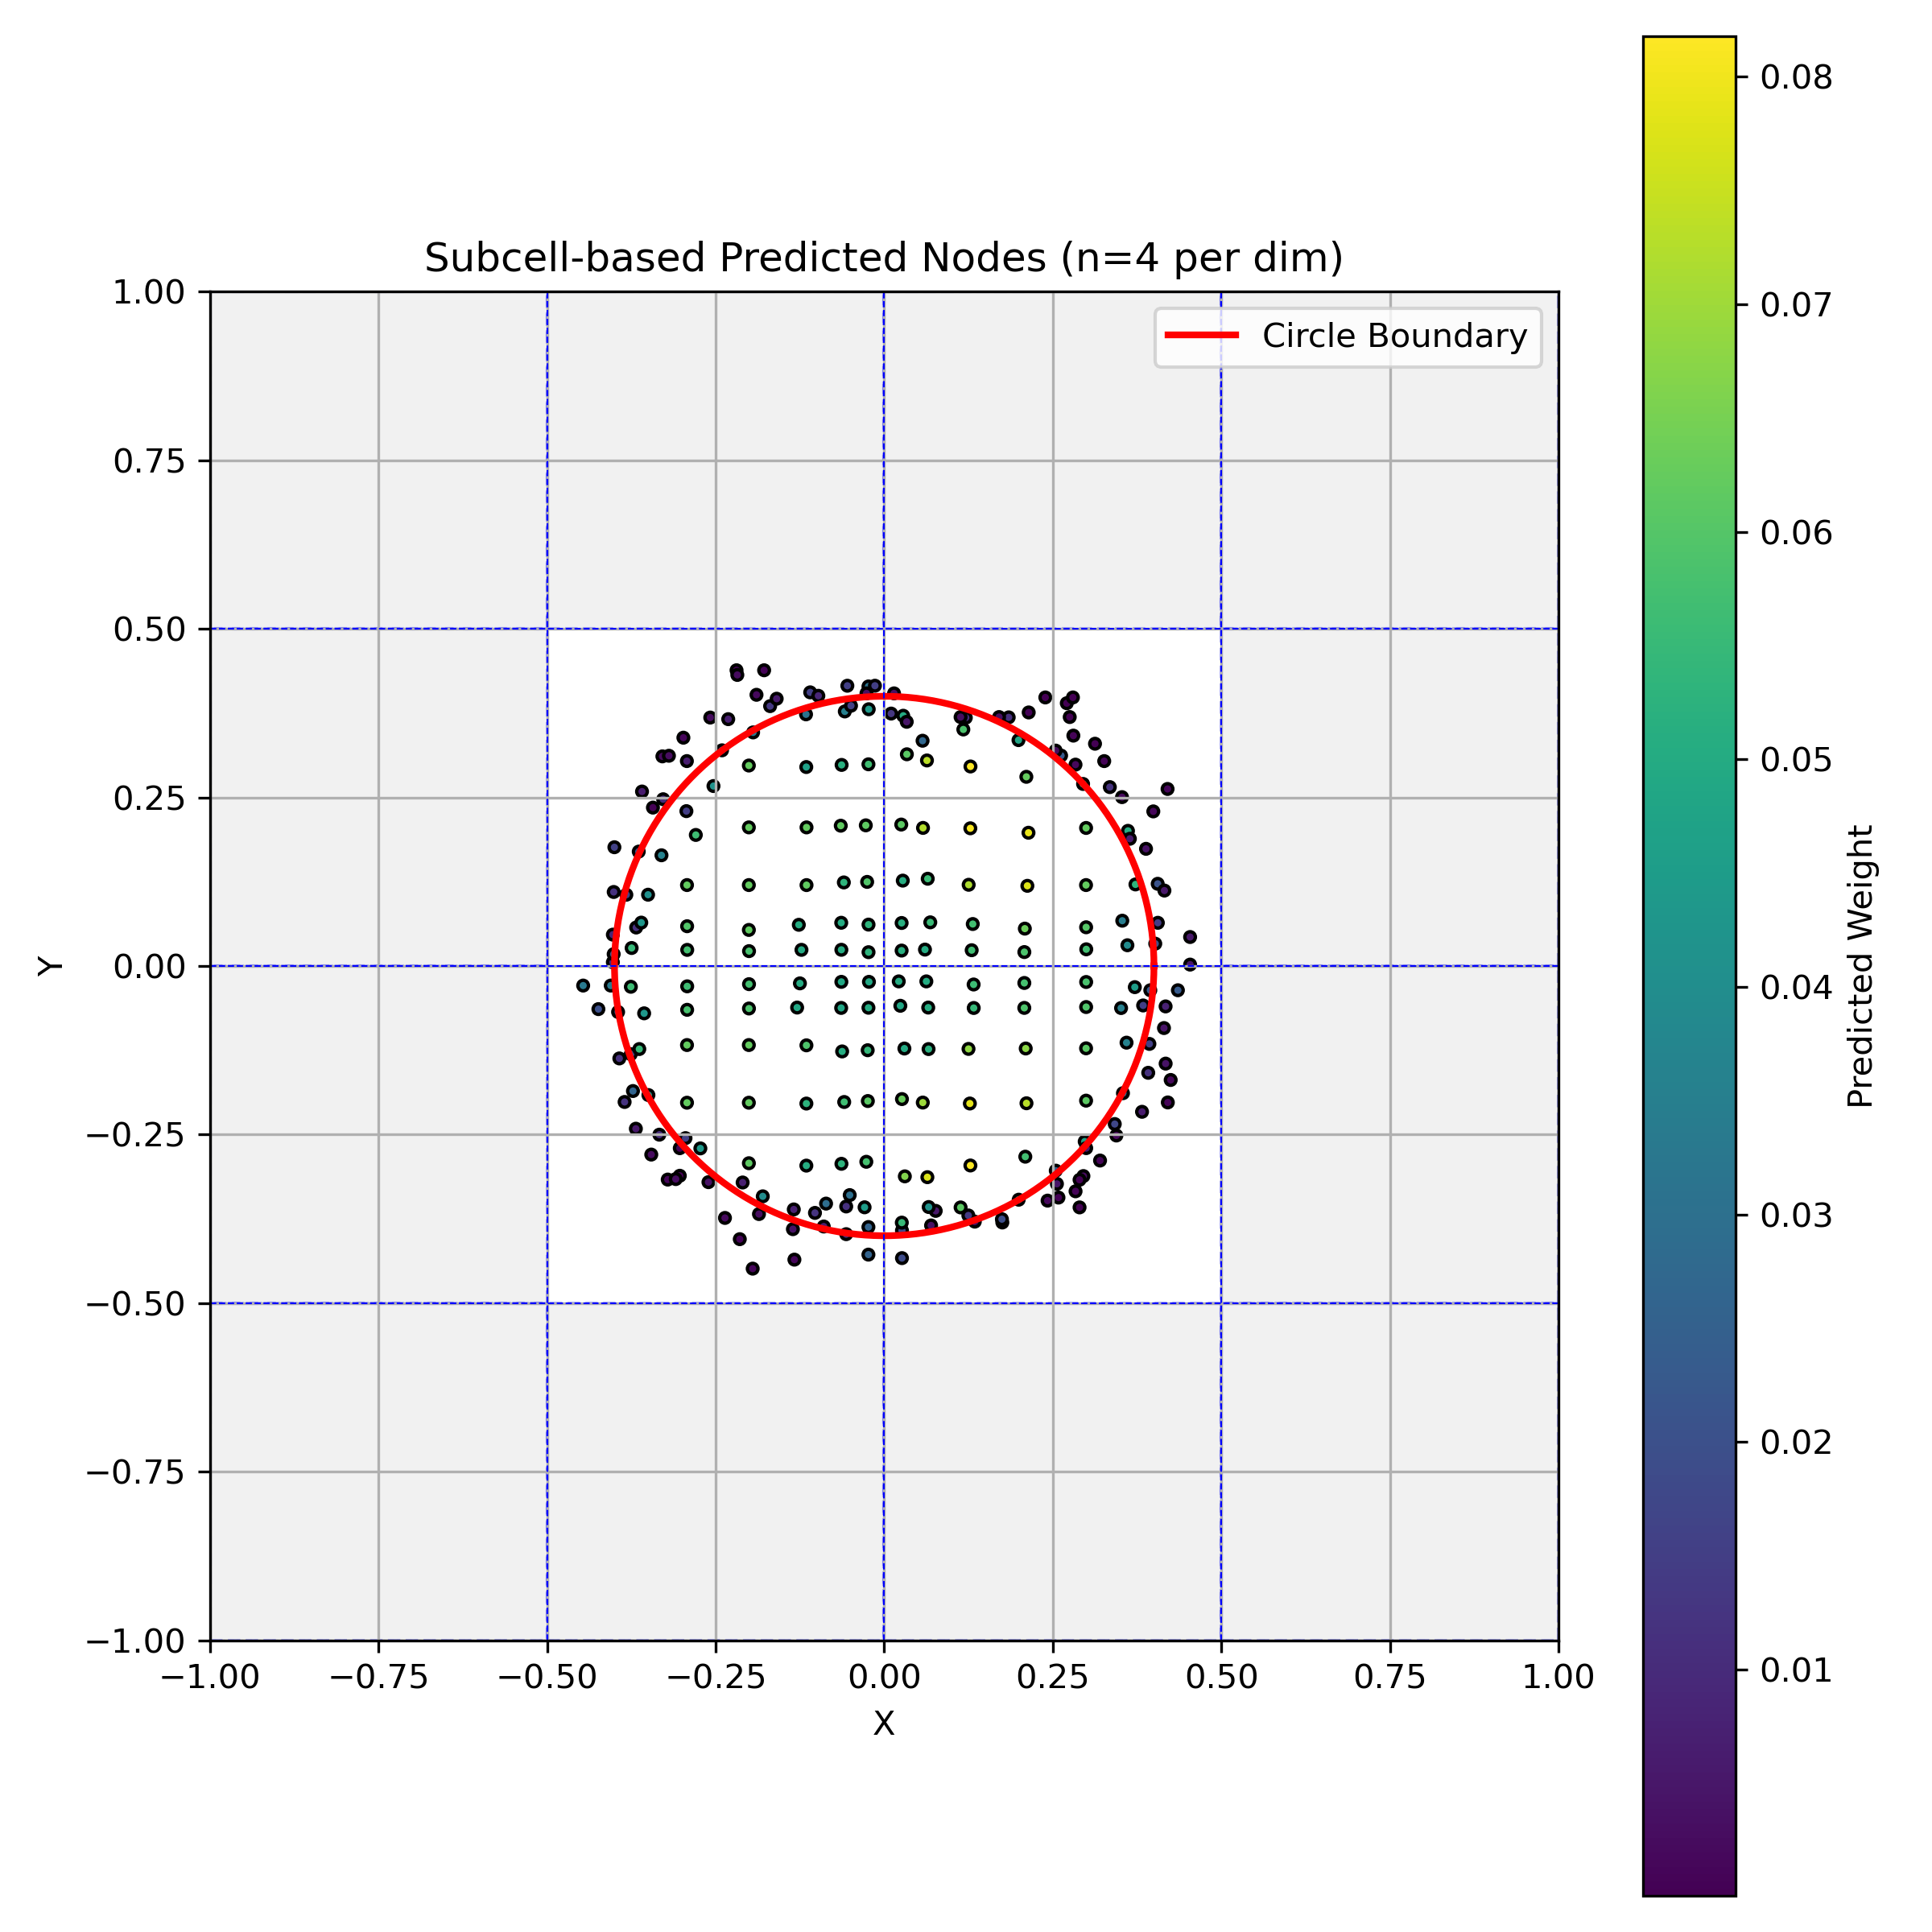 Subcell-based Predicted Nodes (n=4 per dim)
Circle Boundary
1.00
0.75
0.50
0.25
0.00
−0.25
−0.50
−0.75
−1.00
Y
−1.00 −0.75 −0.50 −0.25 0.00 0.25 0.50 0.75 1.00
X
0.08
0.07
0.06
0.05
0.04
0.03
0.02
0.01
Predicted Weight